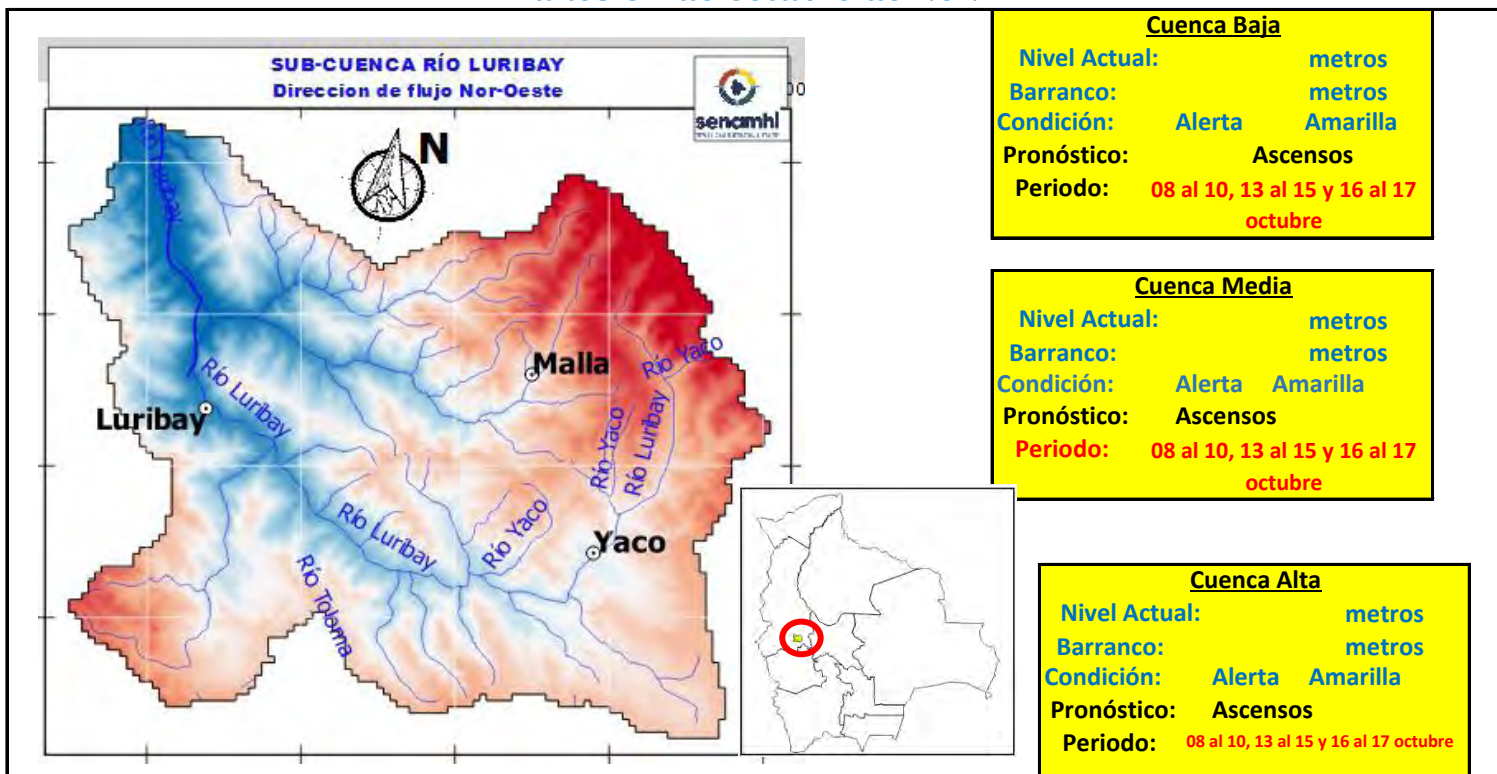 SUB-CUENCA RÍO LURIBAY
Direccion de flujo Nor-Oeste
senamhi
00
N
Río Luribay
Malla
Río Yaco
Luribay
Río Luribay
Río Yaco
Río Luribay
Río Luribay
Río Yaco
Yaco
Río Tolama
Cuenca Baja
Nivel Actual: metros
Barranco: metros
Condición: Alerta Amarilla
Pronóstico: Ascensos
Periodo: 08 al 10, 13 al 15 y 16 al 17
octubre
Cuenca Media
Nivel Actual: metros
Barranco: metros
Condición: Alerta Amarilla
Pronóstico: Ascensos
Periodo: 08 al 10, 13 al 15 y 16 al 17
octubre
Cuenca Alta
Nivel Actual: metros
Barranco: metros
Condición: Alerta Amarilla
Pronóstico: Ascensos
Periodo: 08 al 10, 13 al 15 y 16 al 17 octubre